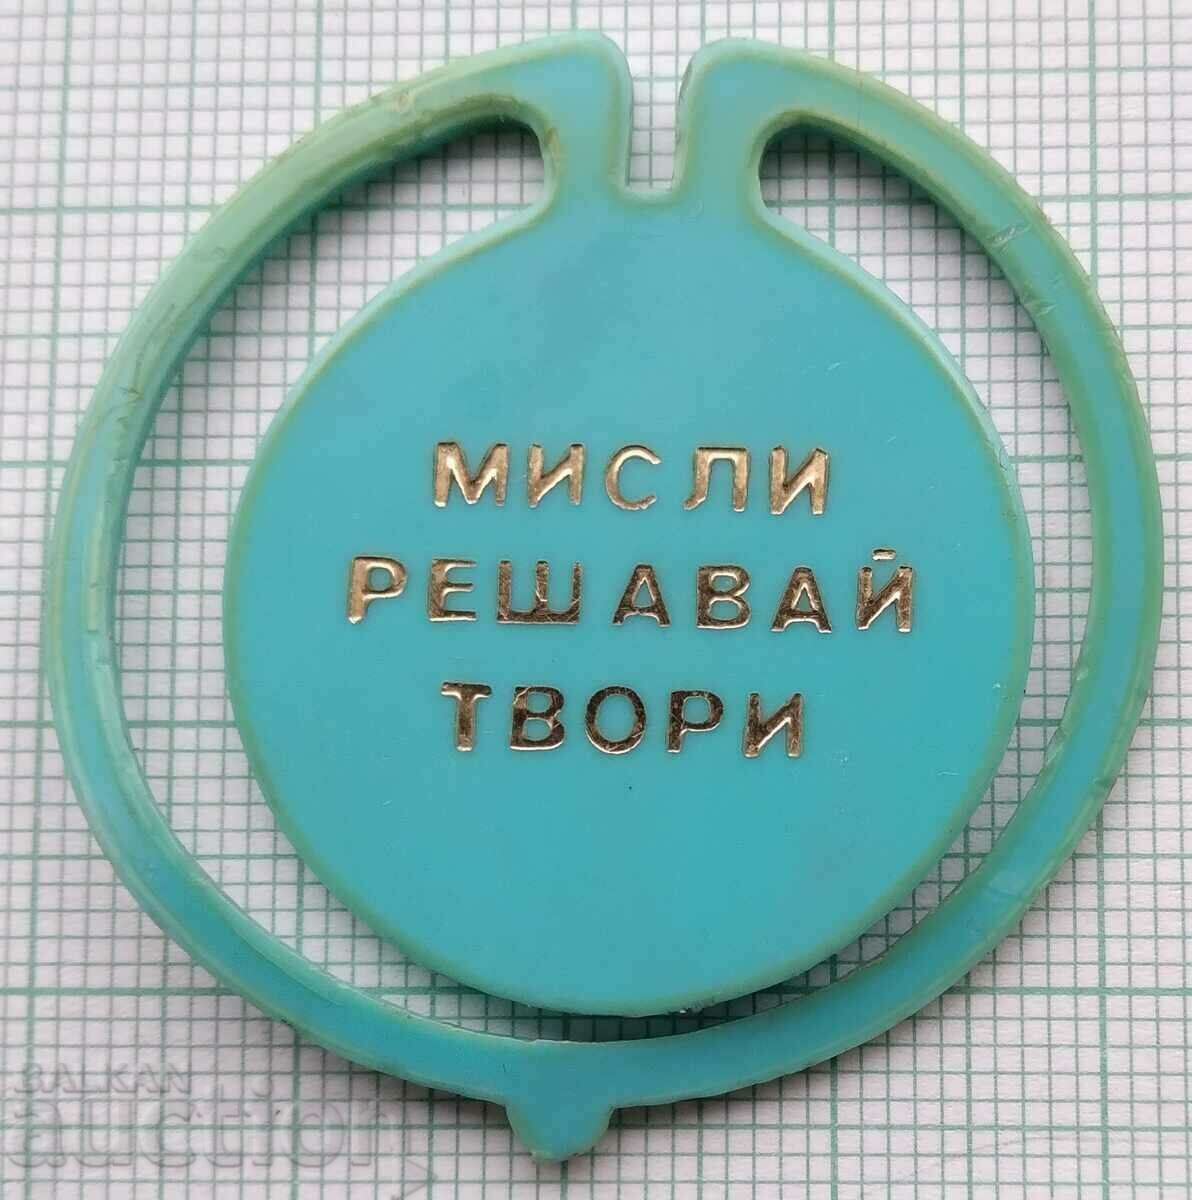 МИСЛИ
РЕШАВАЙ
ТВОРИ
BALKAN
auction